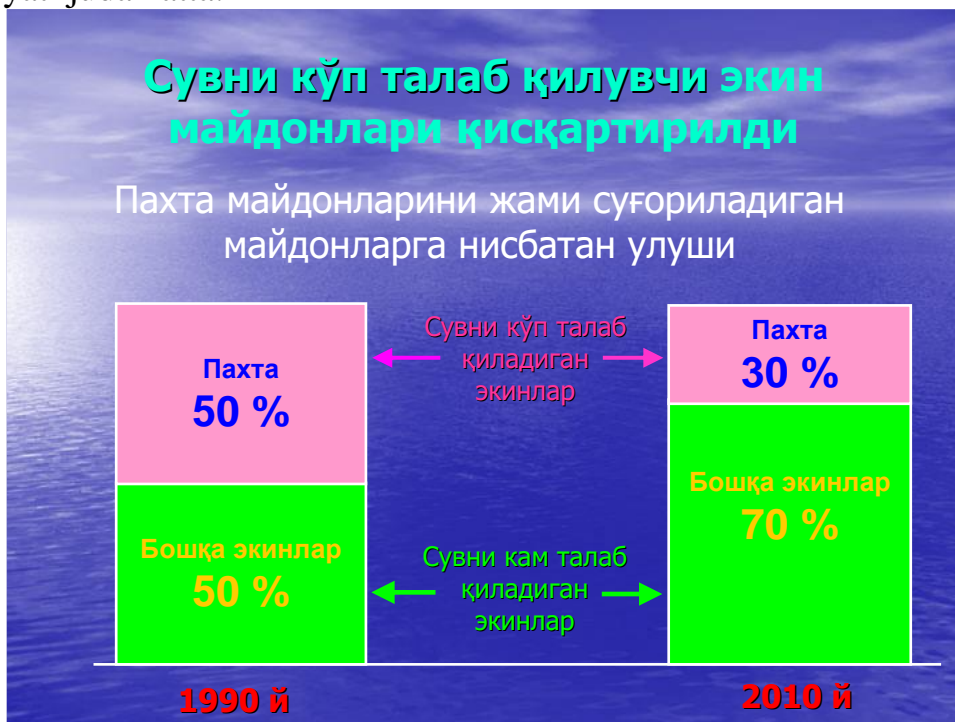 Сувни кўп талаб қилувчи экин
майдонлари қисқартирилди
Пахта майдонларини жами суғориладиган
майдонларга нисбатан улуши
Пахта
50 %
Бошқа экинлар
50 %
Сувни кўп талаб
қиладиган
экинлар
Сувни кам талаб
қиладиган
экинлар
Пахта
30 %
Бошқа экинлар
70 %
1990 й
2010 й